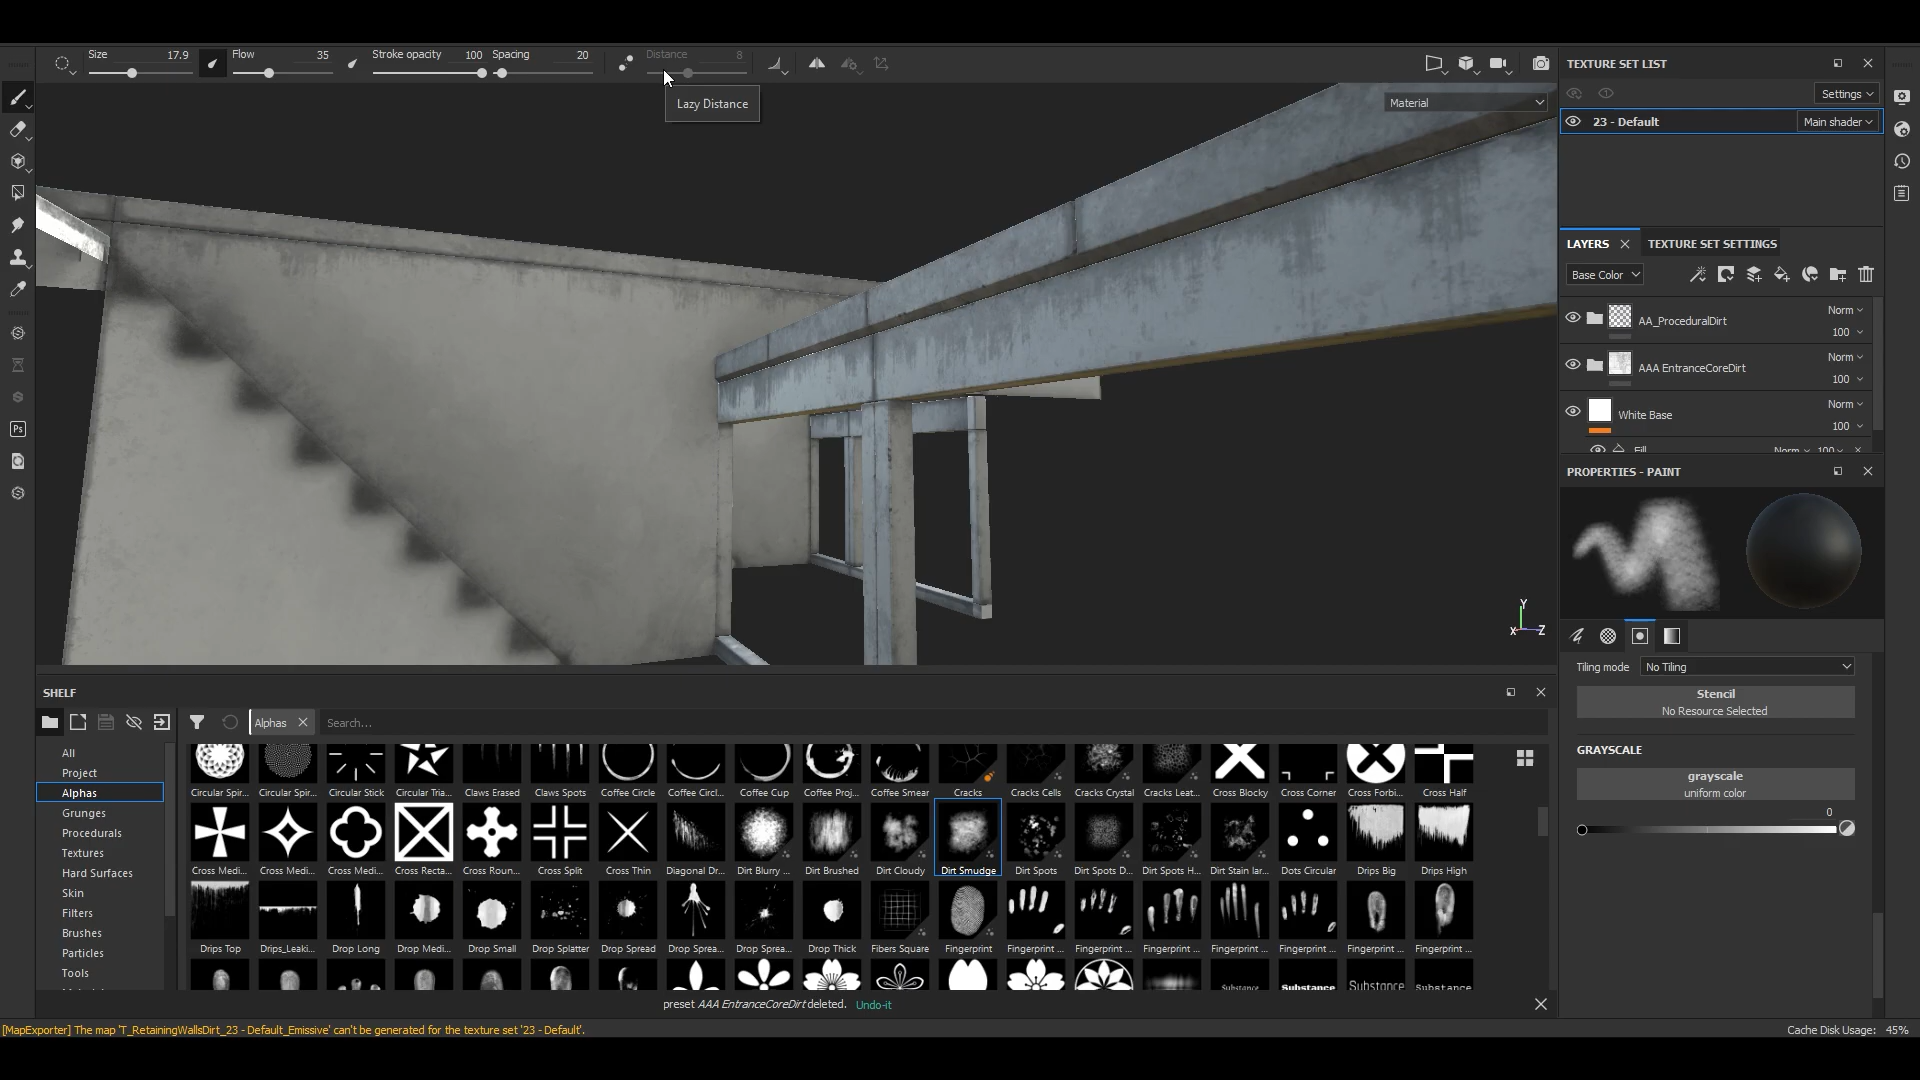 Size 17.9 Flow 35 Stroke opacity 100 Spacing 20 Distance 8
Lazy Distance
Material
Y
X Z
TEXTURE SET LIST
Settings
23 - Default Main shader
LAYERS TEXTURE SET SETTINGS
Base Color
AA_ProceduralDirt Norm 100
AAA EntranceCoreDirt Norm 100
White Base Norm 100
Fill Norm 100
PROPERTIES - PAINT
Tiling mode No Tiling
Stencil
No Resource Selected
GRAYSCALE
grayscale
uniform color
0
Ps
SHELF
Alphas Search...
All
Project
Alphas
Grunges
Procedurals
Textures
Hard Surfaces
Skin
Filters
Brushes
Particles
Tools
Circular Spir... Circular Spir... Circular Stick Circular Tria... Claws Erased Claws Spots Coffee Circle Coffee Circl... Coffee Cup Coffee Proj... Coffee Smear Cracks Cracks Cells Cracks Crystal Cracks Leat... Cross Blocky Cross Corner Cross Forbi... Cross Half
Cross Medi... Cross Medi... Cross Medi... Cross Recta... Cross Roun... Cross Split Cross Thin Diagonal Dr... Dirt Blurry ... Dirt Brushed Dirt Cloudy Dirt Smudge Dirt Spots Dirt Spots D... Dirt Spots H... Dirt Stain lar... Dots Circular Drips Big Drips High
Drips Top Drips_Leaki... Drop Long Drop Medi... Drop Small Drop Splatter Drop Spread Drop Sprea... Drop Sprea... Drop Thick Fibers Square Fingerprint Fingerprint ... Fingerprint ... Fingerprint ... Fingerprint ... Fingerprint ... Fingerprint ... Fingerprint ...
Substance Substance Substance Substance
preset AAA EntranceCoreDirt deleted. Undo-it
[MapExporter] The map 'T_RetainingWallsDirt_23 - Default_Emissive' can't be generated for the texture set '23 - Default'.
Cache Disk Usage: 45%